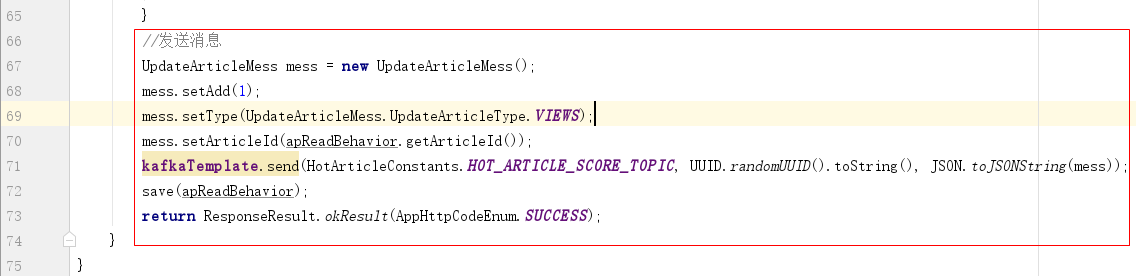 65 }
66 //发送消息
67 UpdateArticleMess mess = new UpdateArticleMess();
68 mess.setAdd(1);
69 mess.setType(UpdateArticleMess.UpdateArticleType.VIEWS);
70 mess.setArticleId(apReadBehavior.getArticleId());
71 kafkaTemplate.send(HotArticleConstants.HOT_ARTICLE_SCORE_TOPIC, UUID.randomUUID().toString(), JSON.toJSONString(mess));
72 save(apReadBehavior);
73 return ResponseResult.okResult(AppHttpCodeEnum.SUCCESS);
74 }
75 }